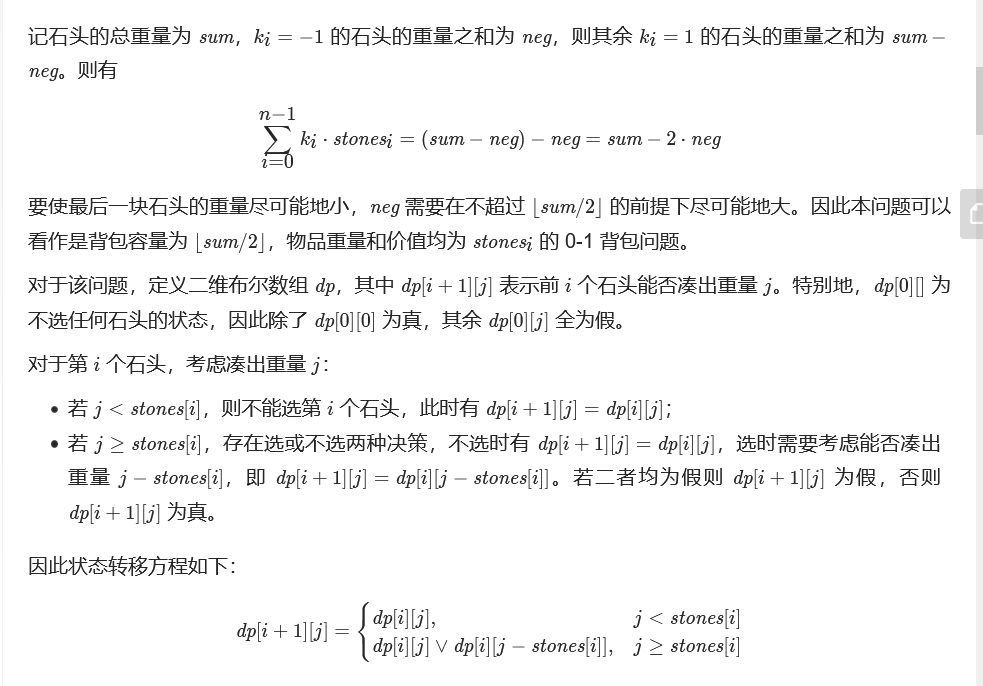 记石头的总重量为 sum，k_i = −1 的石头的重量之和为 neg，则其余 k_i = 1 的石头的重量之和为 sum −
neg。则有
\sum_{i=0}^{n-1} k_i · stones_i = (sum − neg) − neg = sum − 2 · neg
要使最后一块石头的重量尽可能地小，neg 需要在不超过 ⌊sum/2⌋ 的前提下尽可能地大。因此本问题可以
看作是背包容量为 ⌊sum/2⌋，物品重量和价值均为 stones_i 的 0-1 背包问题。
对于该问题，定义二维布尔数组 dp，其中 dp[i + 1][j] 表示前 i 个石头能否凑出重量 j。特别地，dp[0][] 为
不选任何石头的状态，因此除了 dp[0][0] 为真，其余 dp[0][j] 全为假。
对于第 i 个石头，考虑凑出重量 j：
• 若 j < stones[i]，则不能选第 i 个石头，此时有 dp[i + 1][j] = dp[i][j]；
• 若 j ≥ stones[i]，存在选或不选两种决策，不选时有 dp[i + 1][j] = dp[i][j]，选时需要考虑能否凑出
重量 j − stones[i]，即 dp[i + 1][j] = dp[i][j − stones[i]]。若二者均为假则 dp[i + 1][j] 为假，否则
dp[i + 1][j] 为真。
因此状态转移方程如下：
dp[i + 1][j] = { dp[i][j], j < stones[i]
dp[i][j] ∨ dp[i][j − stones[i]], j ≥ stones[i]